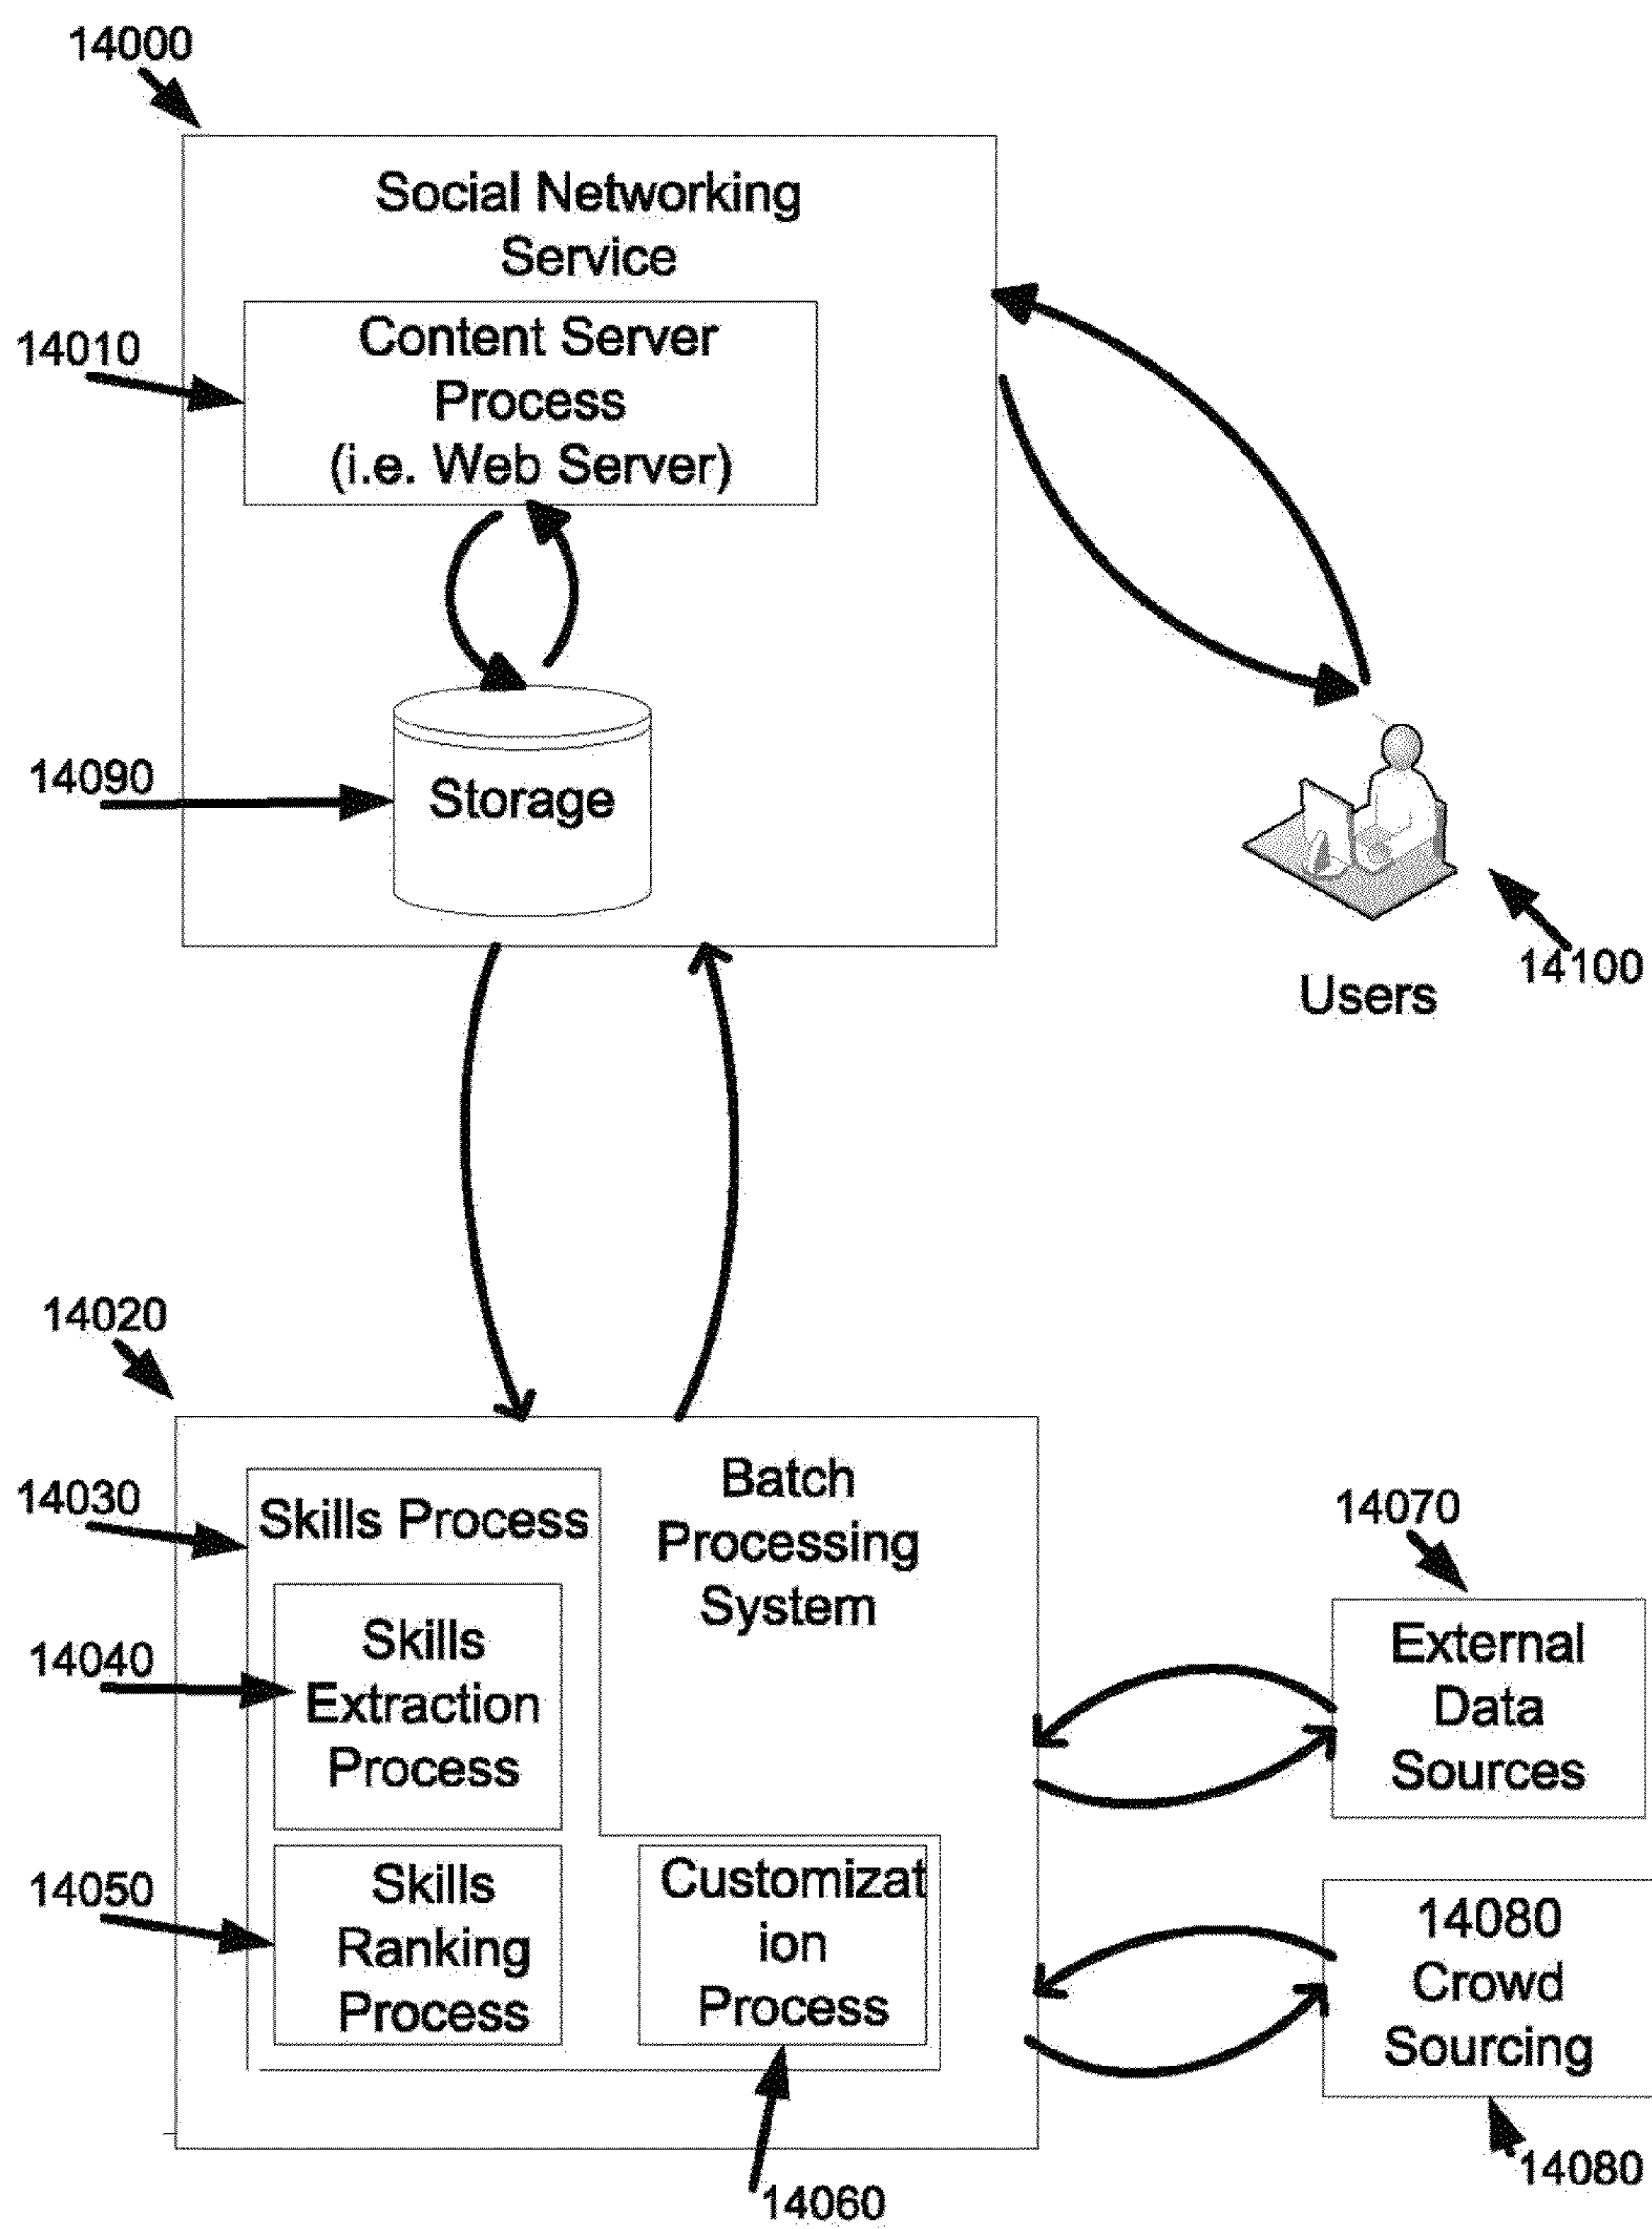 14000
Social Networking
Service
14010
Content Server
Process
(i.e. Web Server)
14090
Storage
14100
Users
14020
14030
Skills Process
Batch
Processing
System
14040
Skills
Extraction
Process
14070
External
Data
Sources
14050
Skills
Ranking
Process
Customizat
ion
Process
14080
Crowd
Sourcing
14060
14080